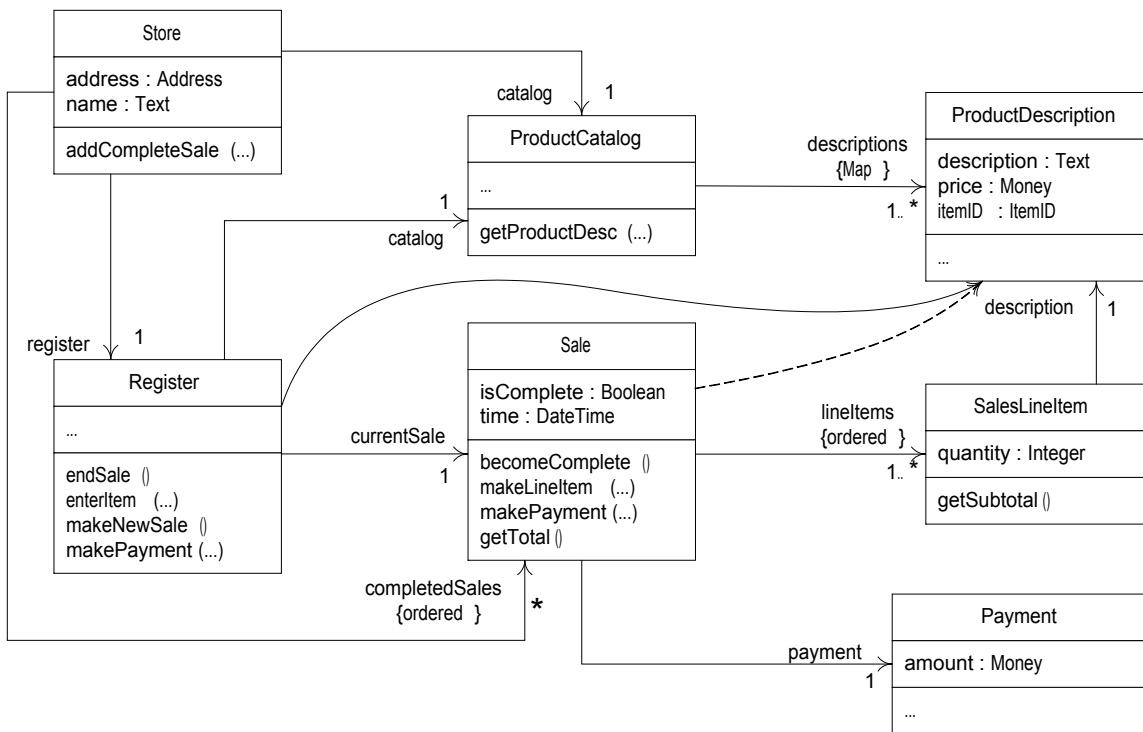 Store
address : Address
name : Text
addCompleteSale (...)
catalog
1
ProductCatalog
...
getProductDesc (...)
descriptions
{Map }
1.. *
ProductDescription
description : Text
price : Money
itemID : ItemID
...
1
catalog
register
1
Register
...
endSale ()
enterItem (...)
makeNewSale ()
makePayment (...)
currentSale
1
Sale
isComplete : Boolean
time : DateTime
becomeComplete ()
makeLineItem (...)
makePayment (...)
getTotal ()
description
1
lineItems
{ordered }
1.. *
SalesLineItem
quantity : Integer
getSubtotal ()
completedSales
{ordered }
*
payment
1
Payment
amount : Money
...